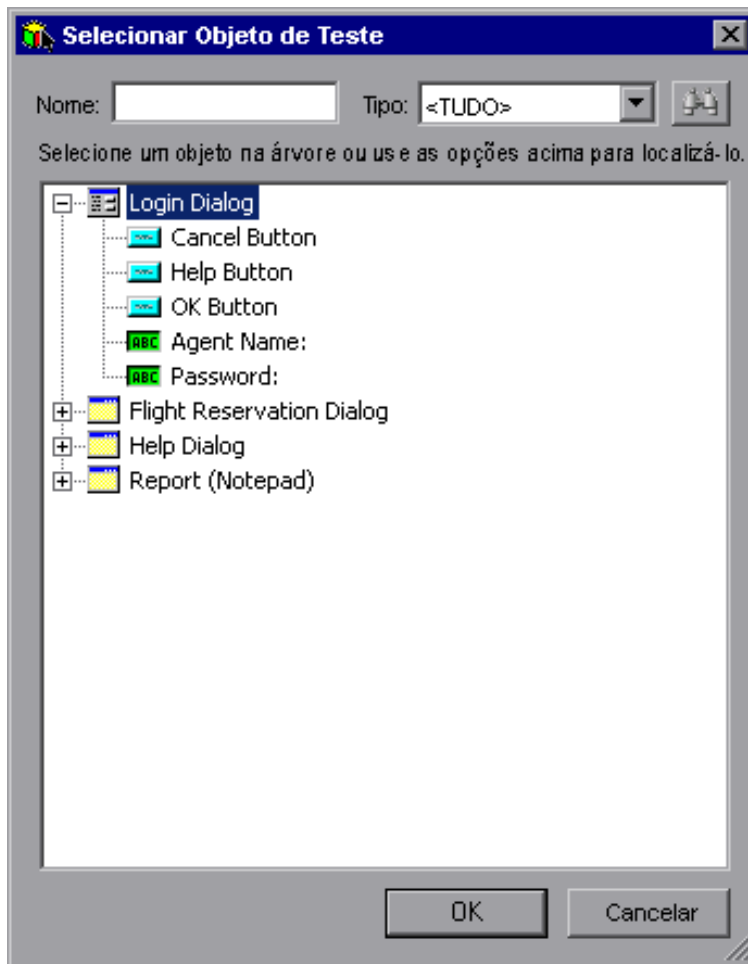 Selecionar Objeto de Teste
Nome: Tipo: <TUDO>
Selecione um objeto na árvore ou use as opções acima para localizá-lo.
Login Dialog
Cancel Button
Help Button
OK Button
ABC Agent Name:
ABC Password:
Flight Reservation Dialog
Help Dialog
Report (Notepad)
OK Cancelar